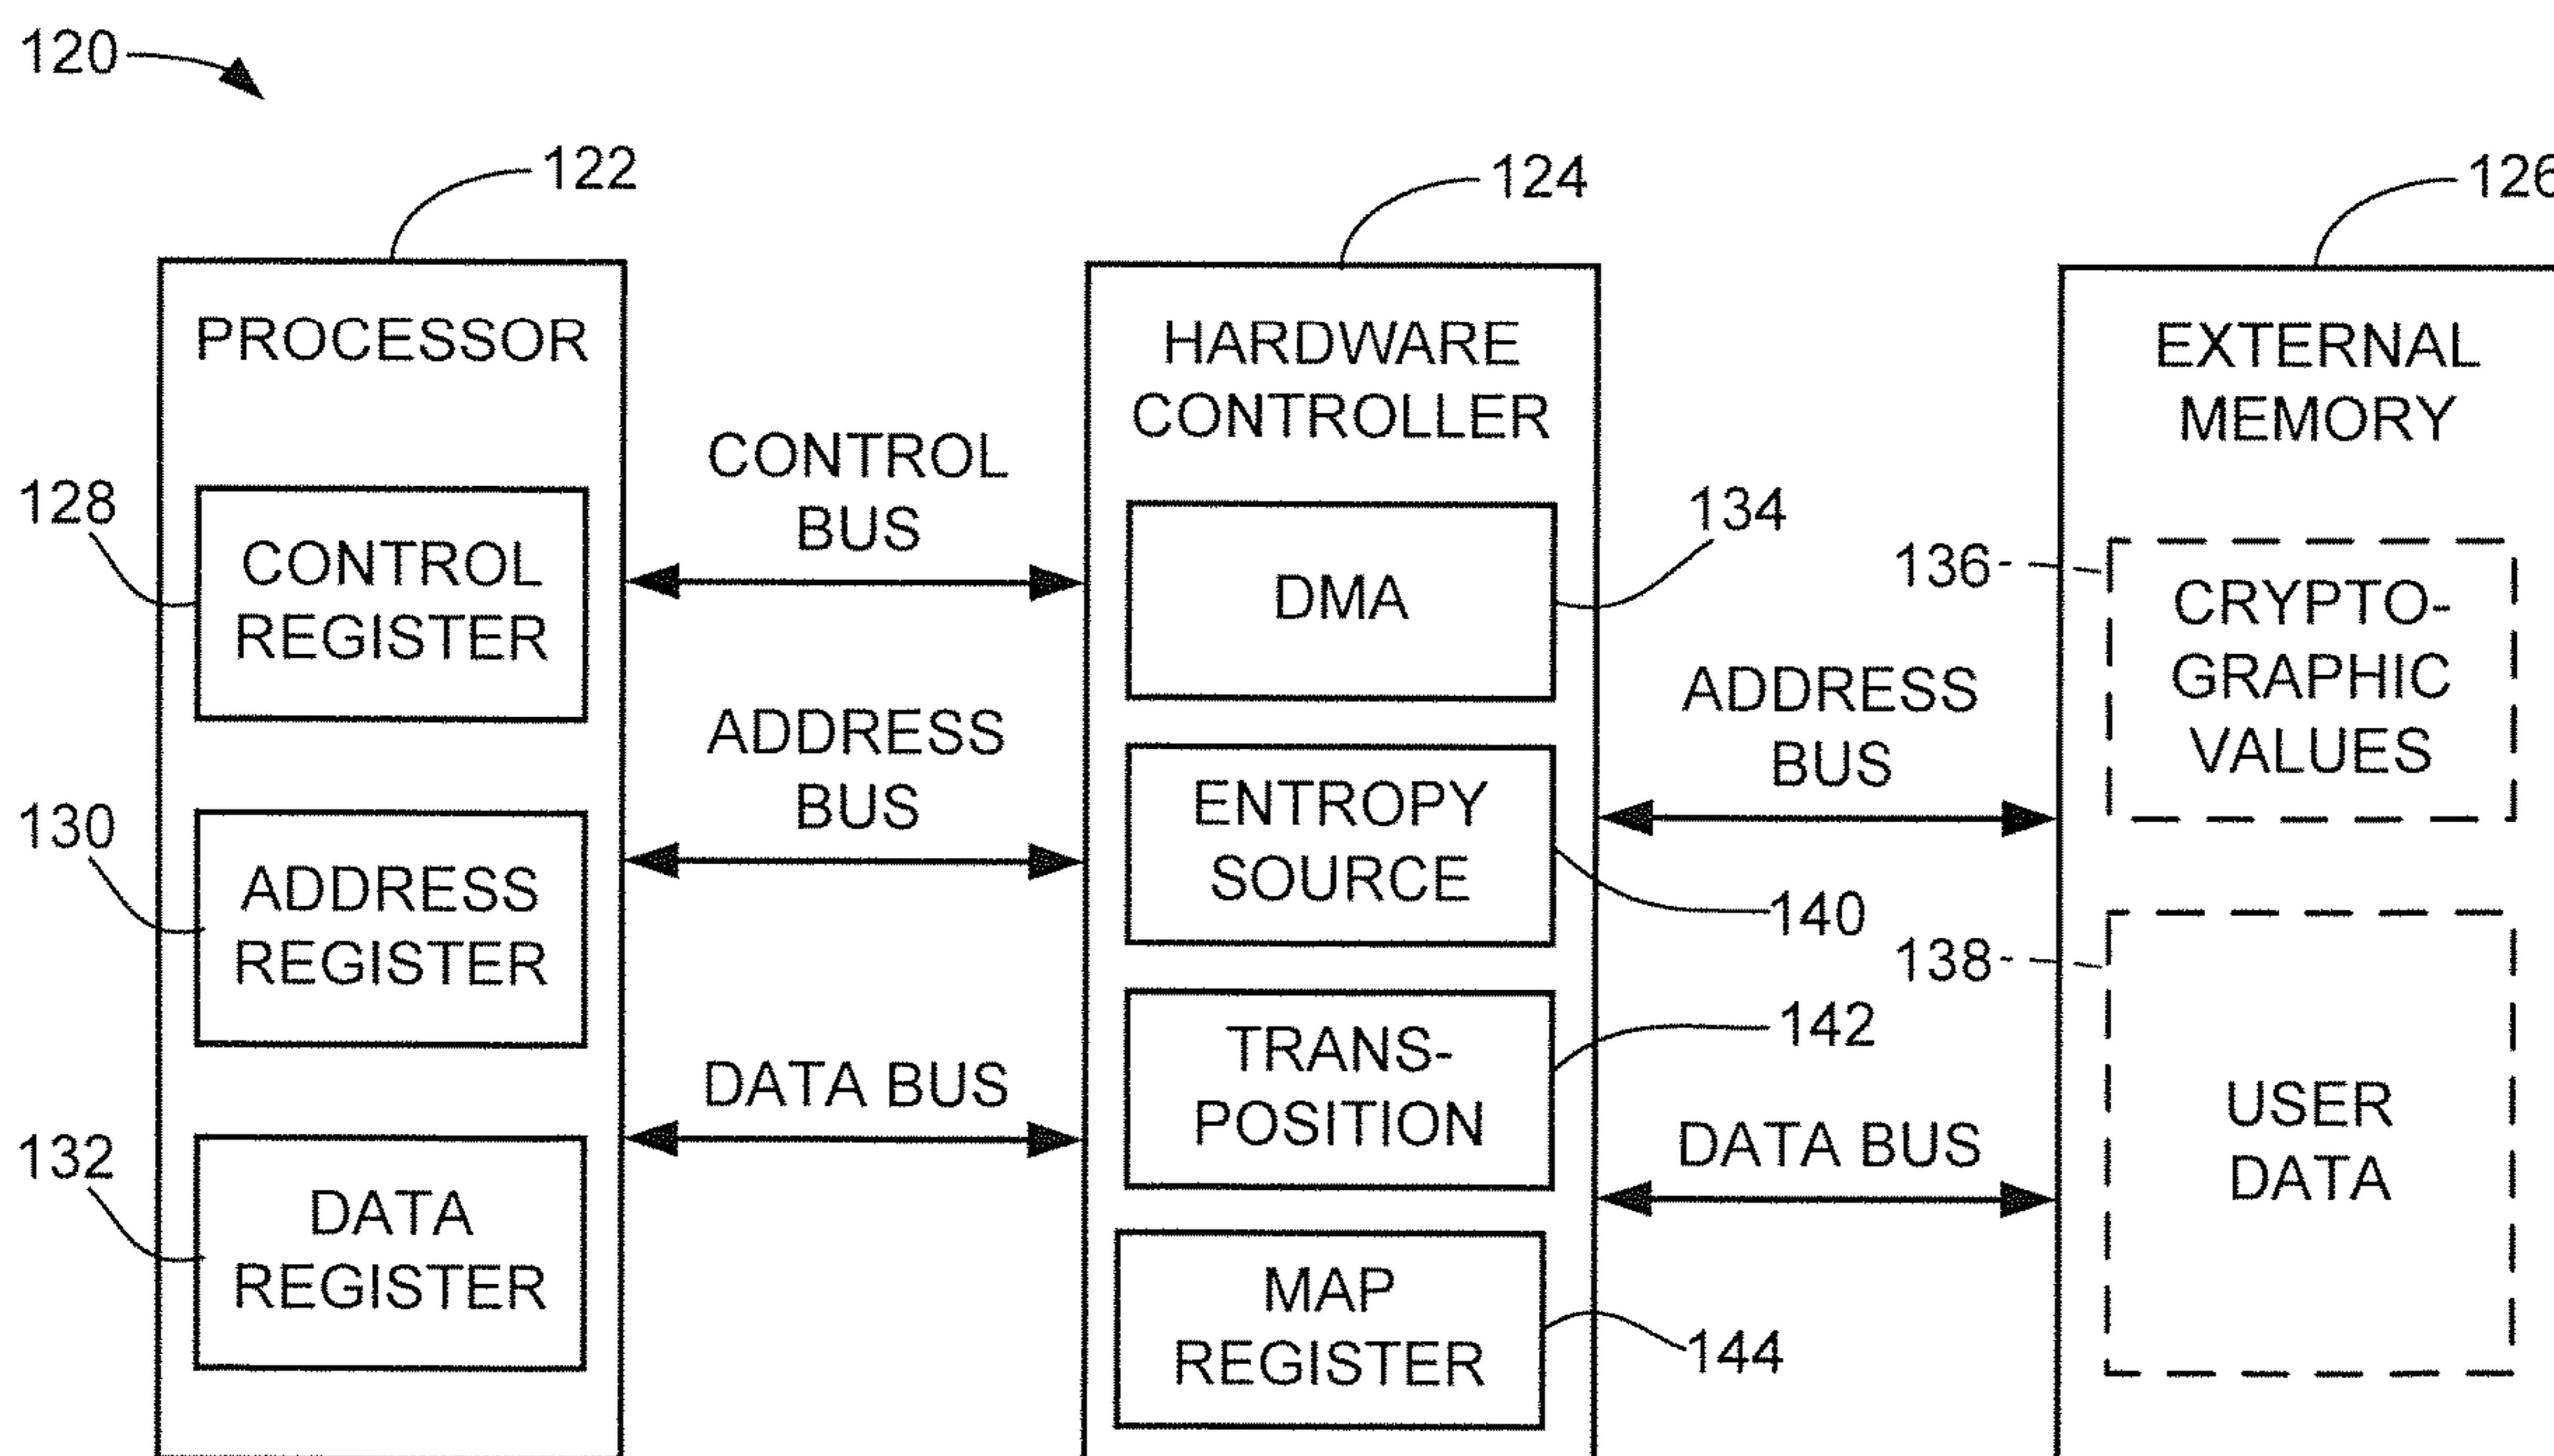 120
122
124
126
PROCESSOR
HARDWARE
CONTROLLER
EXTERNAL
MEMORY
128
CONTROL
REGISTER
130
ADDRESS
REGISTER
132
DATA
REGISTER
CONTROL
BUS
ADDRESS
BUS
DATA BUS
DMA
134
ENTROPY
SOURCE
140
TRANS-
POSITION
142
MAP
REGISTER
144
ADDRESS
BUS
DATA BUS
136
CRYPTO-
GRAPHIC
VALUES
138
USER
DATA